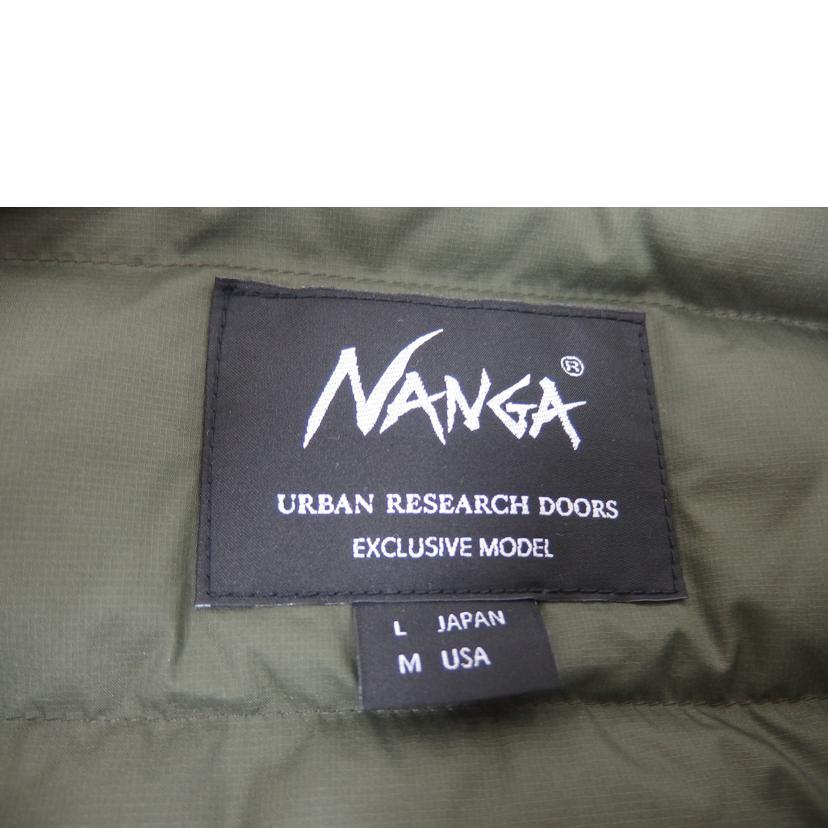 NANGA®
URBAN RESEARCH DOORS
EXCLUSIVE MODEL
L JAPAN
M USA